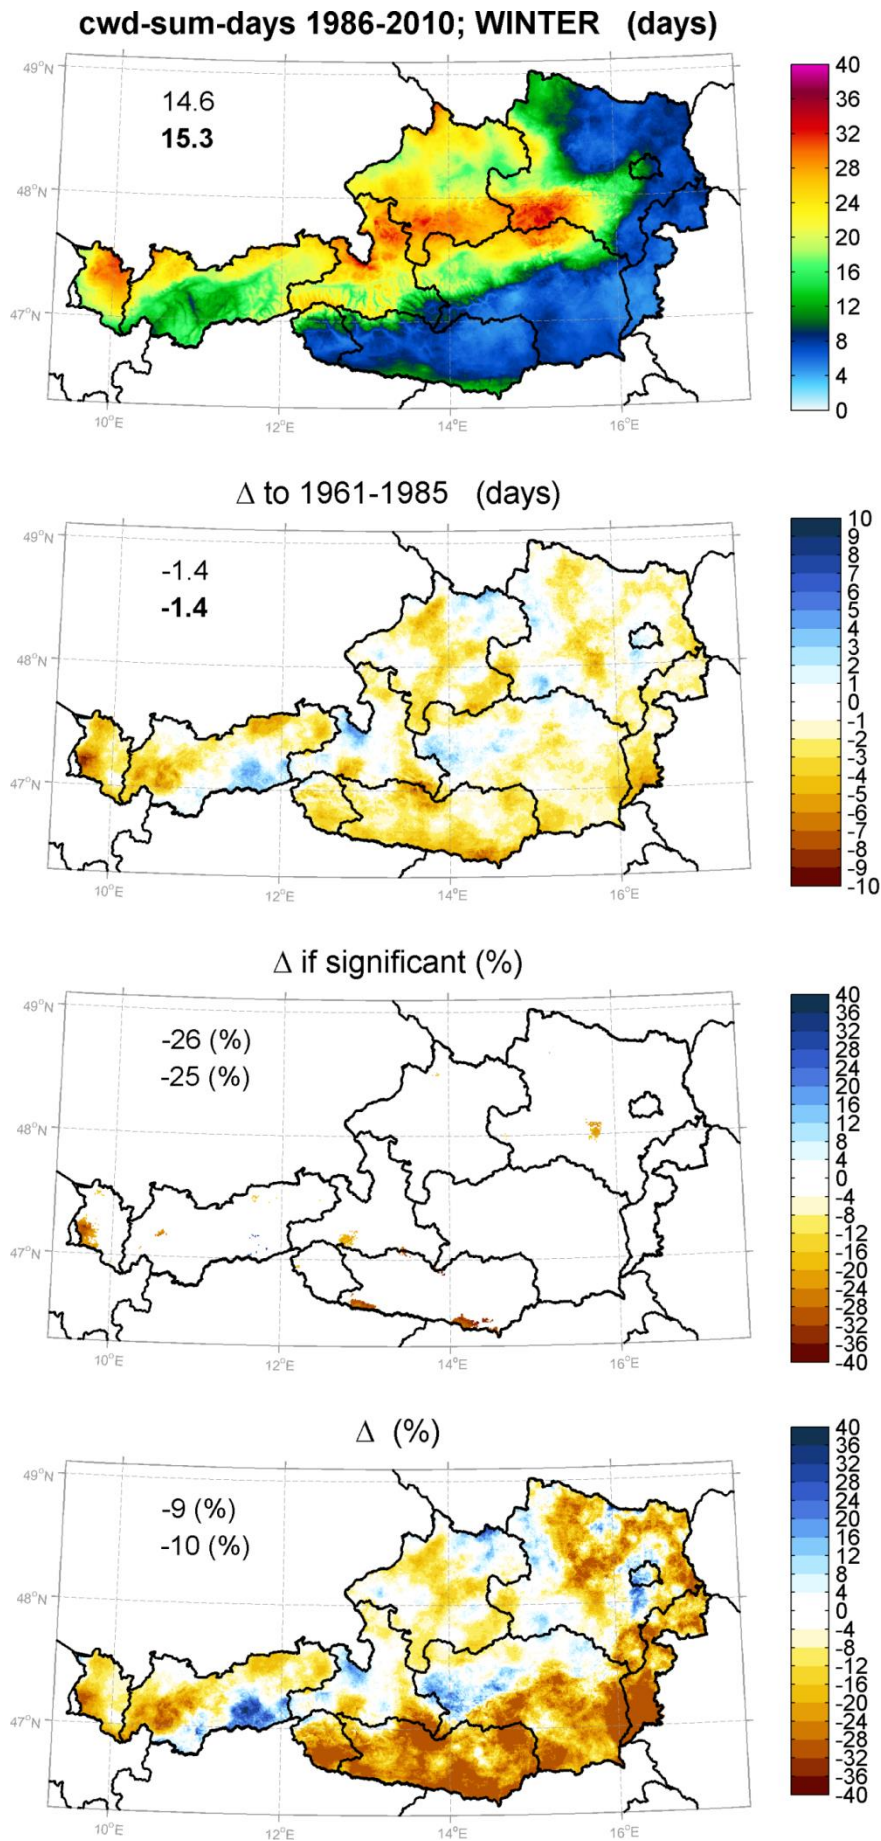 cwd-sum-days 1986-2010; WINTER (days)
49°N
48°N
47°N
14.6
15.3
10°E
12°E
14°E
16°E
40
36
32
28
24
20
16
12
8
4
0
Δ to 1961-1985 (days)
49°N
48°N
47°N
-1.4
-1.4
10°E
12°E
14°E
16°E
10
9
8
7
6
5
4
3
2
1
0
-1
-2
-3
-4
-5
-6
-7
-8
-9
-10
Δ if significant (%)
49°N
48°N
47°N
-26 (%)
-25 (%)
10°E
12°E
14°E
16°E
40
36
32
28
24
20
16
12
8
4
0
-4
-8
-12
-16
-20
-24
-28
-32
-36
-40
Δ (%)
49°N
48°N
47°N
-9 (%)
-10 (%)
10°E
12°E
14°E
16°E
40
36
32
28
24
20
16
12
8
4
0
-4
-8
-12
-16
-20
-24
-28
-32
-36
-40